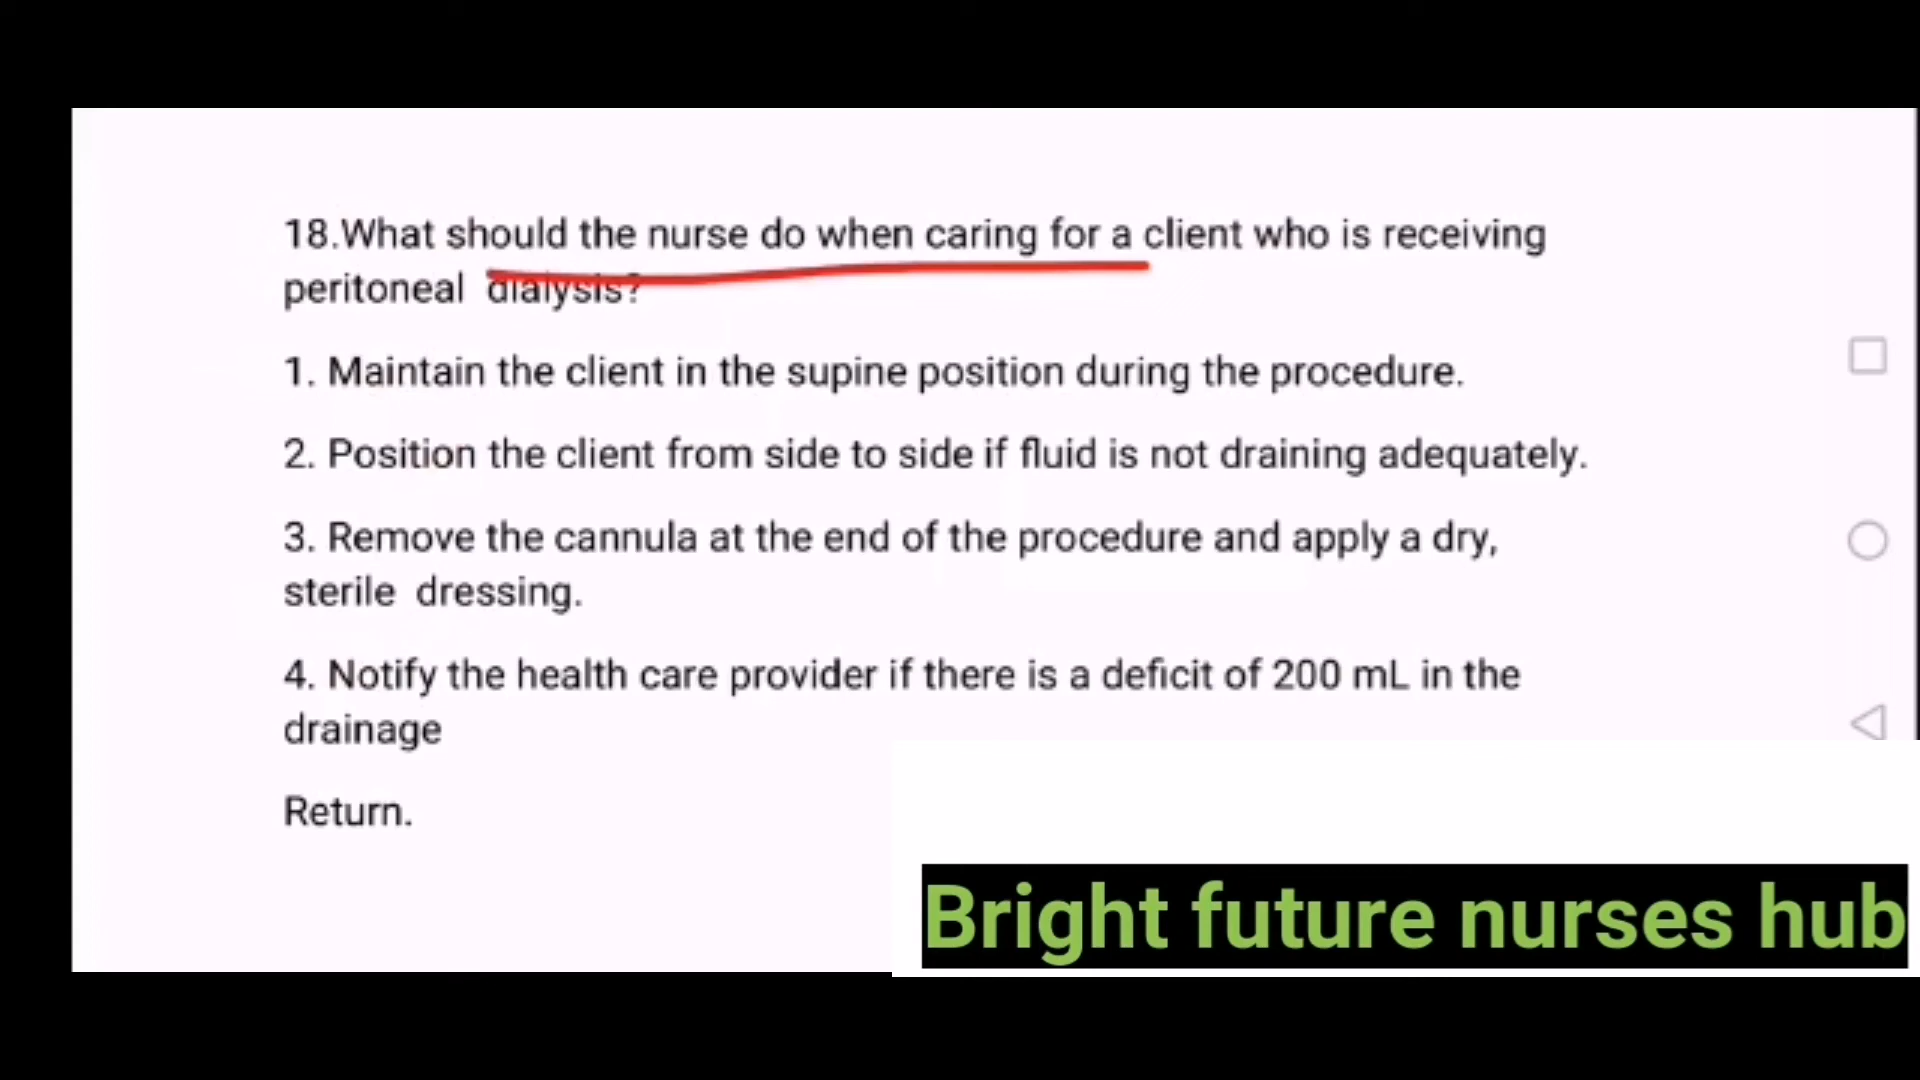 18.What should the nurse do when caring for a client who is receiving
peritoneal dialysis?
1. Maintain the client in the supine position during the procedure.
2. Position the client from side to side if fluid is not draining adequately.
3. Remove the cannula at the end of the procedure and apply a dry,
sterile dressing.
4. Notify the health care provider if there is a deficit of 200 mL in the
drainage
Return.
Bright future nurses hub